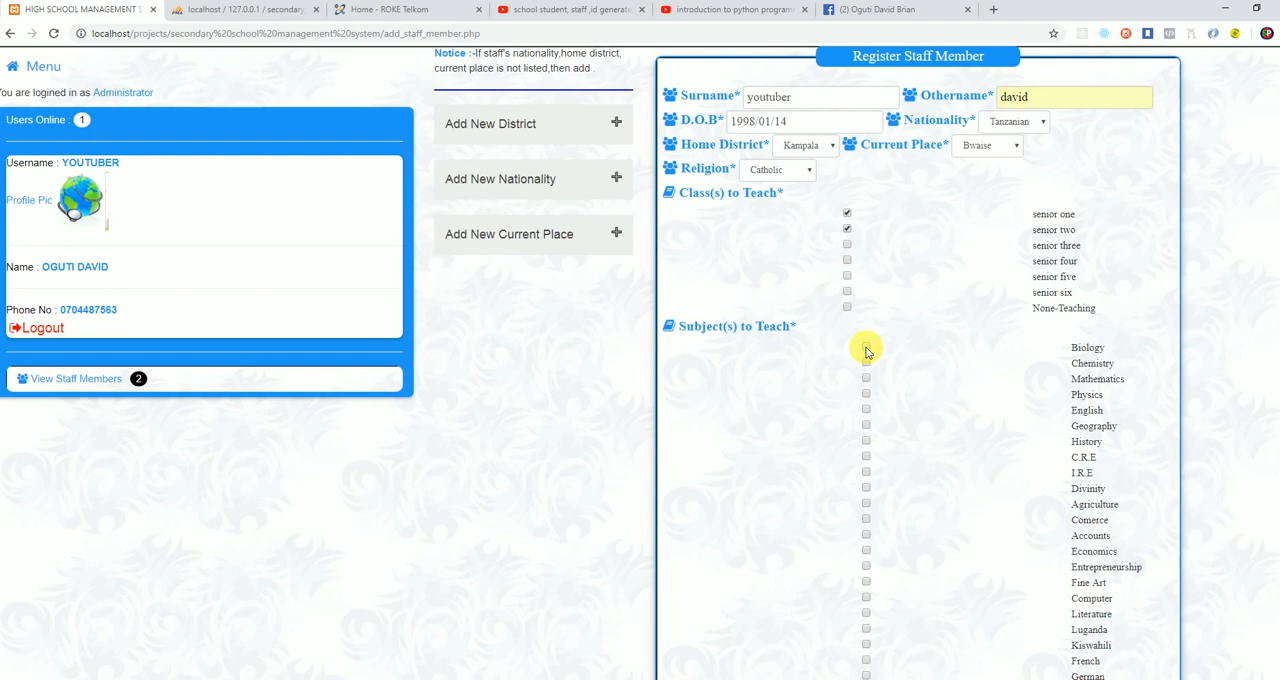 HIGH SCHOOL MANAGEMENT S
localhost / 127.0.0.1 / secondary
Home - ROKE Telkom
school student, staff ,id generate
introduction to python programm
(2) Oguti David Brian
localhost/projects/secondary%20school%20management%20system/add_staff_member.php
Menu
You are logined in as Administrator
Users Online : 1
Username : YOUTUBER
Profile Pic
Name : OGUTI DAVID
Phone No : 0704487563
Logout
View Staff Members 2
Notice :-If staff's nationality,home district,
current place is not listed,then add .
Add New District +
Add New Nationality +
Add New Current Place +
Register Staff Member
Surname* youtuber Othername* david
D.O.B* 1998/01/14 Nationality* Tanzanian
Home District* Kampala Current Place* Bwaise
Religion* Catholic
Class(s) to Teach*
senior one
senior two
senior three
senior four
senior five
senior six
None-Teaching
Subject(s) to Teach*
Biology
Chemistry
Mathematics
Physics
English
Geography
History
C.R.E
I.R.E
Divinity
Agriculture
Comerce
Accounts
Economics
Entrepreneurship
Fine Art
Computer
Literature
Luganda
Kiswahili
French
German